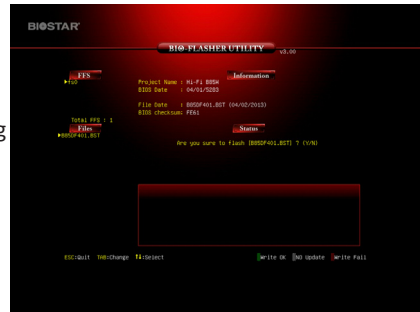 g
BIOSTAR
BIO-FLASHER UTILITY v3.00
FFS
fs0
Information
Project Name : Hi-Fi B85W
BIOS Date : 04/01/5203
File Date : B85DF401.BST (04/02/2013)
BIOS checksum: FE61
Total FFS : 1
Files
B85DF401.BST
Status
Are you sure to flash [B85DF401.BST] ? (Y/N)
ESC:Quit TAB:Change ↑↓:Select Write OK NO Update Write Fail